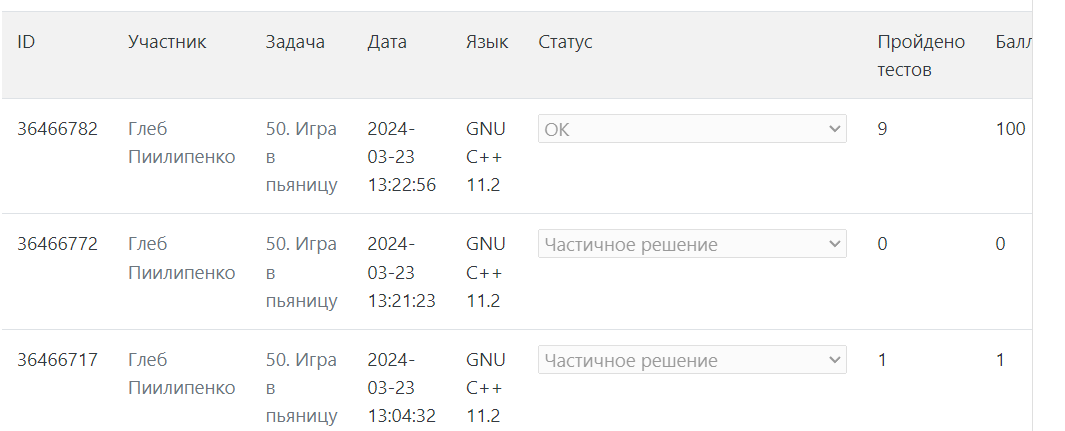 ID Участник Задача Дата Язык Статус Пройдено Балл
тестов
36466782 Глеб 50. Игра 2024- GNU OK 9 100
Пиилипенко в 03-23 C++
пьяницу 13:22:56 11.2
36466772 Глеб 50. Игра 2024- GNU Частичное решение 0 0
Пиилипенко в 03-23 C++
пьяницу 13:21:23 11.2
36466717 Глеб 50. Игра 2024- GNU Частичное решение 1 1
Пиилипенко в 03-23 C++
пьяницу 13:04:32 11.2